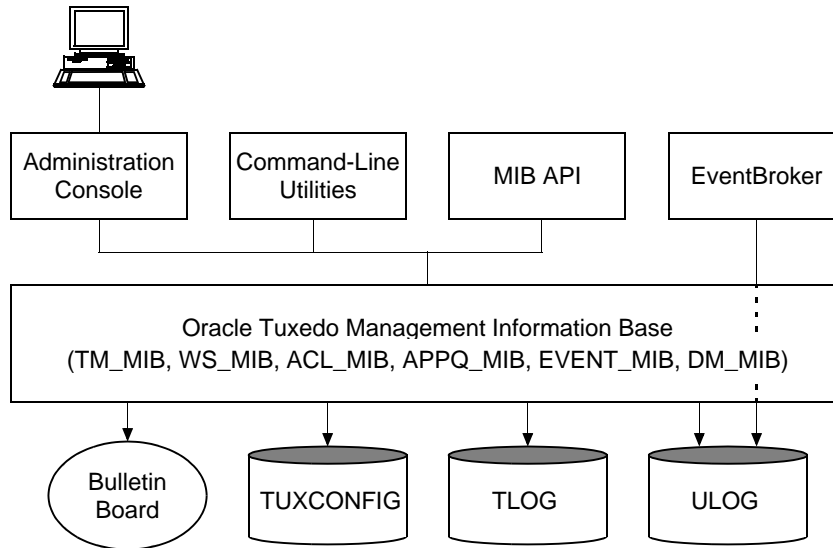 Administration
Console
Command-Line
Utilities
MIB API
EventBroker
Oracle Tuxedo Management Information Base
(TM_MIB, WS_MIB, ACL_MIB, APPQ_MIB, EVENT_MIB, DM_MIB)
Bulletin
Board
TUXCONFIG
TLOG
ULOG